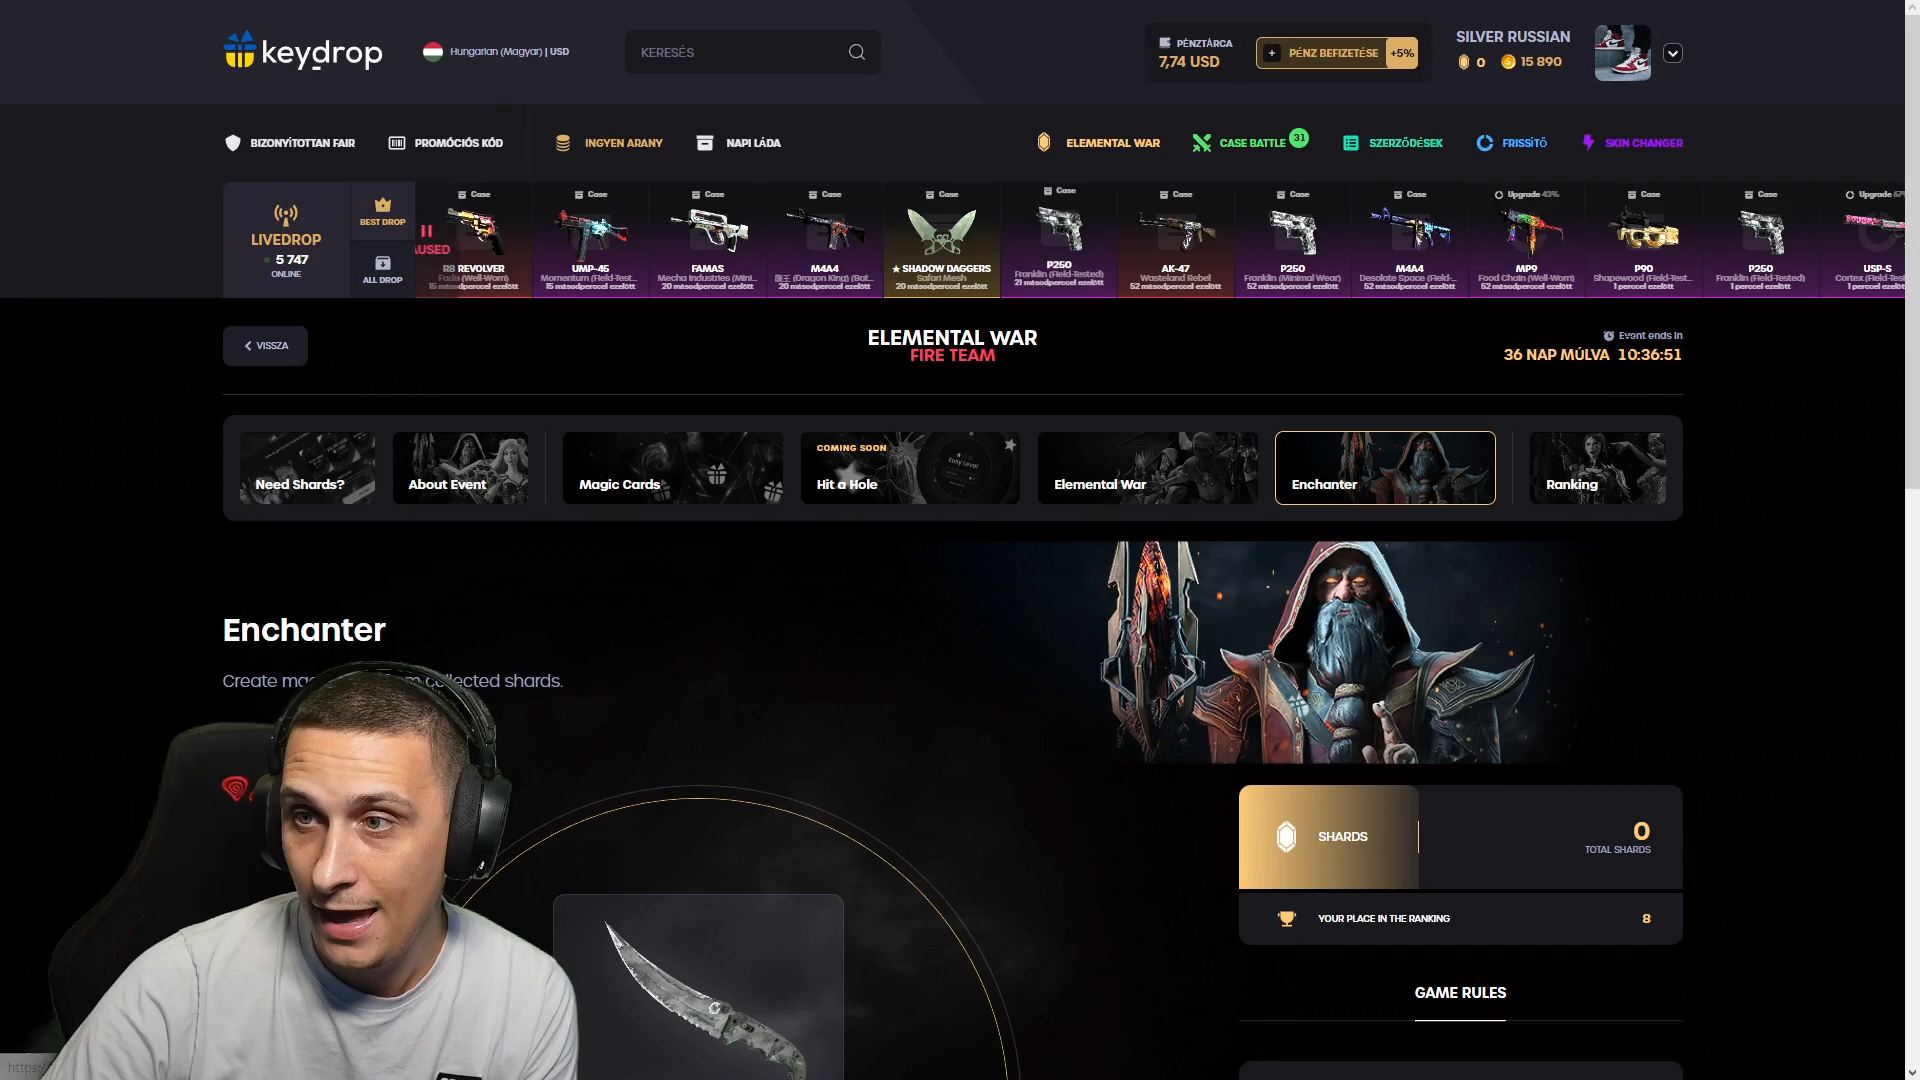 keydrop
Hungarian (Magyar) | USD
KERESÉS
PÉNZTÁRCA
7,74 USD
+ PÉNZ BEFIZETÉSE +5%
SILVER RUSSIAN
0 15 890
BIZONYÍTOTTAN FAIR
PROMÓCIÓS KÓD
INGYEN ARANY
NAPI LÁDA
ELEMENTAL WAR
CASE BATTLE 31
SZERZŐDÉSEK
FRISSÍTŐ
SKIN CHANGER
LIVEDROP
5 747
ONLINE
BEST DROP
ALL DROP
AUSED
Case
R8 REVOLVER
Fade (Well-Worn)
15 másodperccel ezelőtt
Case
UMP-45
Momentum (Field-Test...
15 másodperccel ezelőtt
Case
FAMAS
Mecha Industries (Mini...
20 másodperccel ezelőtt
Case
M4A4
龍王 (Dragon King) (Bat...
20 másodperccel ezelőtt
Case
★ SHADOW DAGGERS
Safari Mesh
20 másodperccel ezelőtt
Case
P250
Franklin (Field-Tested)
21 másodperccel ezelőtt
Case
AK-47
Wasteland Rebel
52 másodperccel ezelőtt
Case
P250
Franklin (Minimal Wear)
52 másodperccel ezelőtt
Case
M4A4
Desolate Space (Field-...
52 másodperccel ezelőtt
Upgrade 43%
MP9
Food Chain (Well-Worn)
52 másodperccel ezelőtt
Case
P90
Shapewood (Field-Test...
1 perccel ezelőtt
Case
P250
Franklin (Field-Tested)
1 perccel ezelőtt
Upgrade 67%
USP-S
Cortex (Field-Test
1 perccel ezelőtt
VISSZA
ELEMENTAL WAR
FIRE TEAM
Event ends in
36 NAP MÚLVA 10:36:51
Need Shards?
About Event
Magic Cards
COMING SOON
Hit a Hole
Easy Level
Elemental War
Enchanter
Ranking
Enchanter
Create collected shards.
SHARDS
0
TOTAL SHARDS
YOUR PLACE IN THE RANKING
8
GAME RULES
https:/